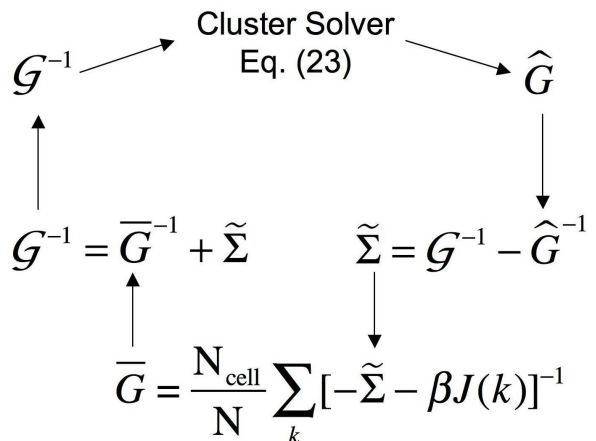 Cluster Solver
Eq. (23)
𝒢⁻¹
Ĝ
𝒢⁻¹ = G̅⁻¹ + Σ̃
Σ̃ = 𝒢⁻¹ − Ĝ⁻¹
G̅ = N_cell/N ∑_k [−Σ̃ − βJ(k)]⁻¹